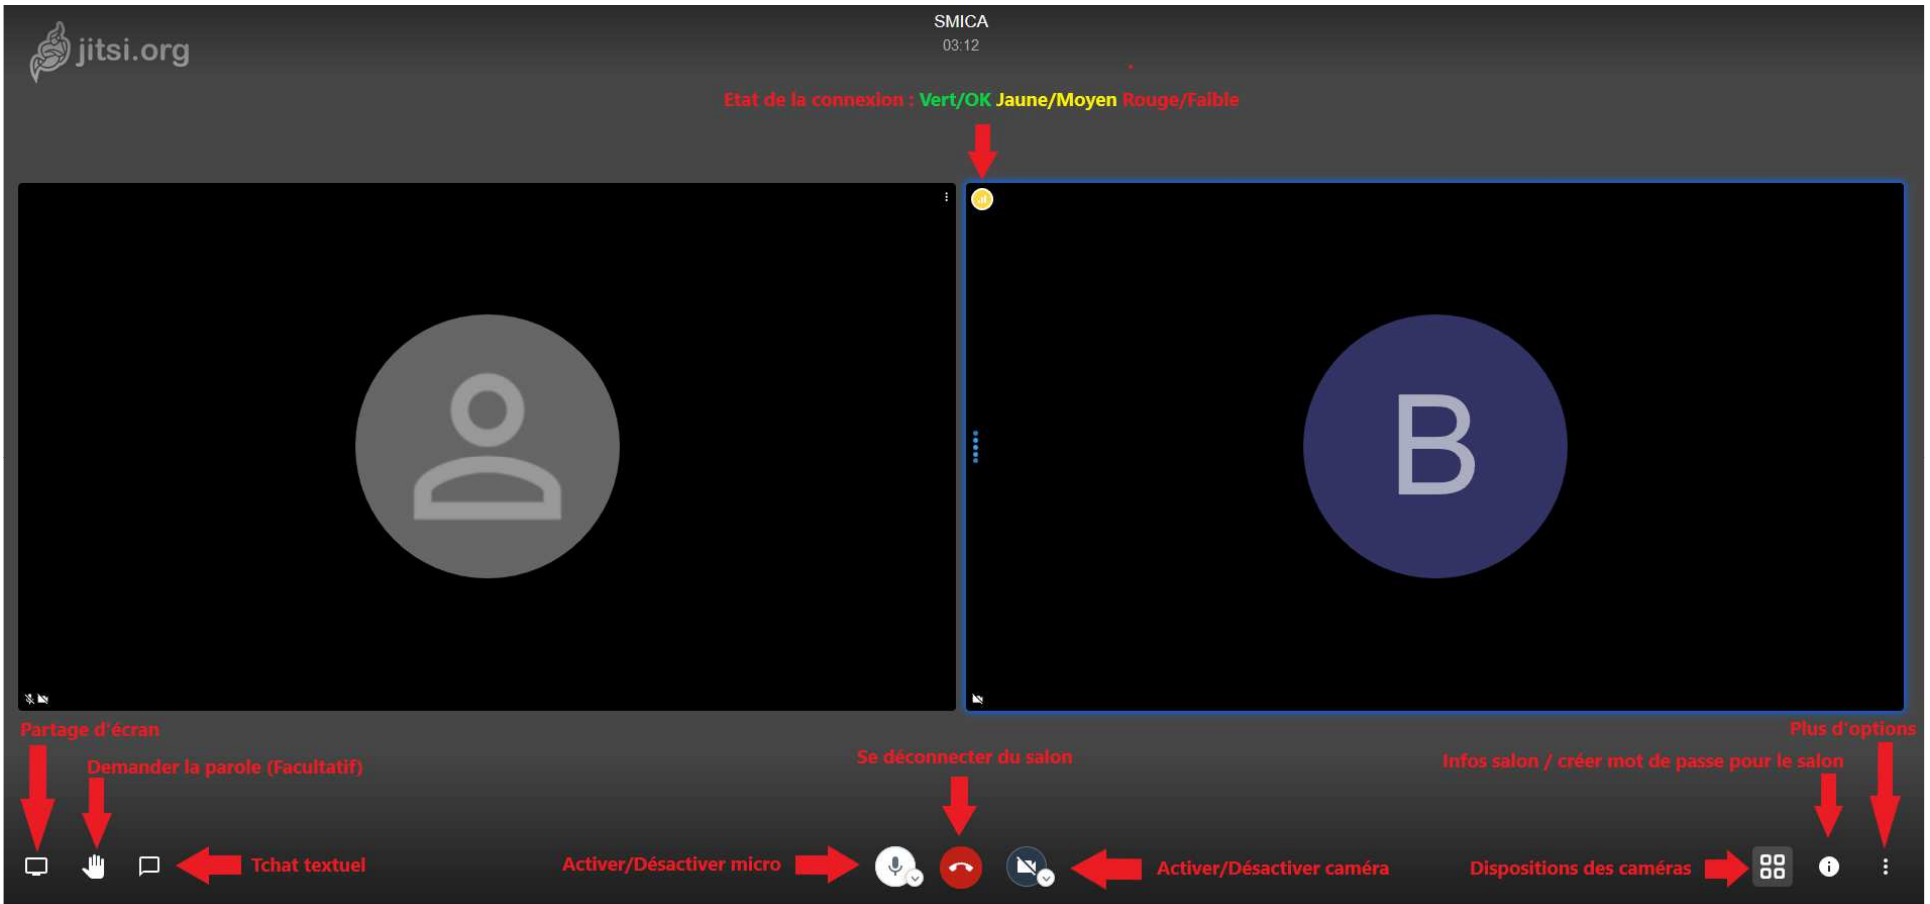 jitsi.org
SMICA
03:12
Etat de la connexion : Vert/OK Jaune/Moyen Rouge/Faible
B
Partage d'écran
Demander la parole (Facultatif)
Se déconnecter du salon
Plus d'options
Infos salon / créer mot de passe pour le salon
Tchat textuel
Activer/Désactiver micro
Activer/Désactiver caméra
Dispositions des caméras